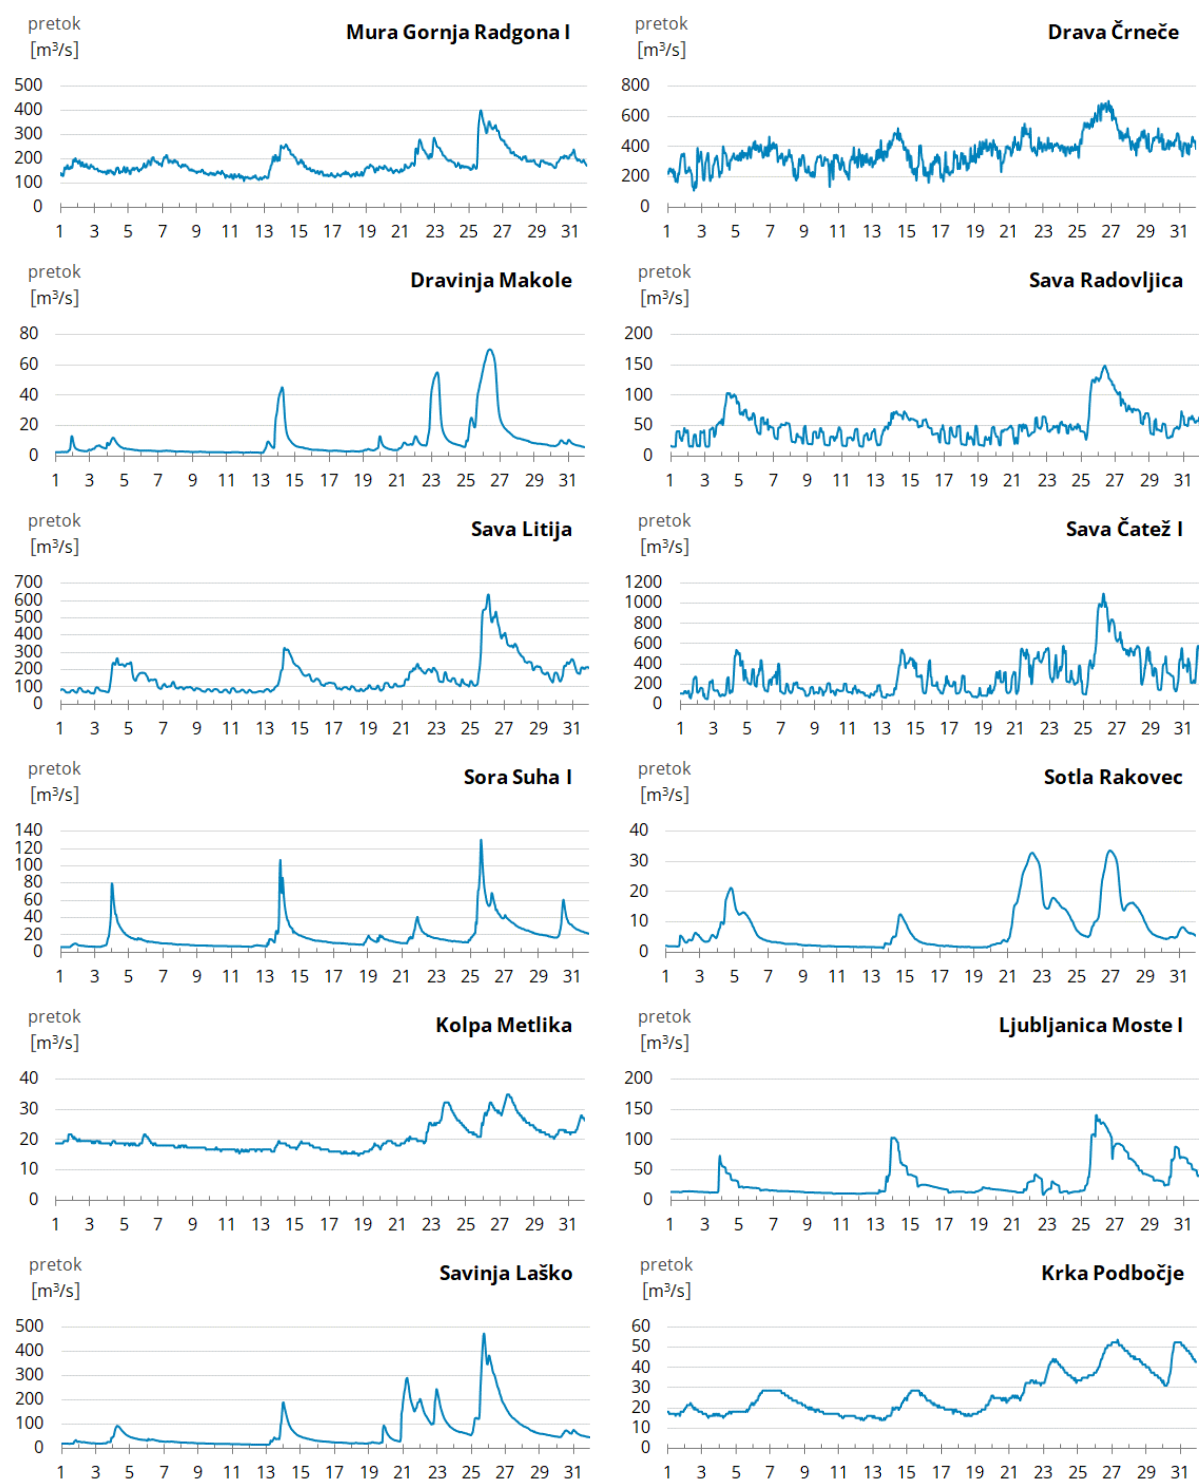 pretok
[m³/s]
Mura Gornja Radgona I
500
400
300
200
100
0
1 3 5 7 9 11 13 15 17 19 21 23 25 27 29 31
pretok
[m³/s]
Drava Črneče
800
600
400
200
0
1 3 5 7 9 11 13 15 17 19 21 23 25 27 29 31
pretok
[m³/s]
Dravinja Makole
80
60
40
20
0
1 3 5 7 9 11 13 15 17 19 21 23 25 27 29 31
pretok
[m³/s]
Sava Radovljica
200
150
100
50
0
1 3 5 7 9 11 13 15 17 19 21 23 25 27 29 31
pretok
[m³/s]
Sava Litija
700
600
500
400
300
200
100
0
1 3 5 7 9 11 13 15 17 19 21 23 25 27 29 31
pretok
[m³/s]
Sava Čatež I
1200
1000
800
600
400
200
0
1 3 5 7 9 11 13 15 17 19 21 23 25 27 29 31
pretok
[m³/s]
Sora Suha I
140
120
100
80
60
40
20
0
1 3 5 7 9 11 13 15 17 19 21 23 25 27 29 31
pretok
[m³/s]
Sotla Rakovec
40
30
20
10
0
1 3 5 7 9 11 13 15 17 19 21 23 25 27 29 31
pretok
[m³/s]
Kolpa Metlika
40
30
20
10
0
1 3 5 7 9 11 13 15 17 19 21 23 25 27 29 31
pretok
[m³/s]
Ljubljanica Moste I
200
150
100
50
0
1 3 5 7 9 11 13 15 17 19 21 23 25 27 29 31
pretok
[m³/s]
Savinja Laško
500
400
300
200
100
0
1 3 5 7 9 11 13 15 17 19 21 23 25 27 29 31
pretok
[m³/s]
Krka Podbočje
60
50
40
30
20
10
0
1 3 5 7 9 11 13 15 17 19 21 23 25 27 29 31